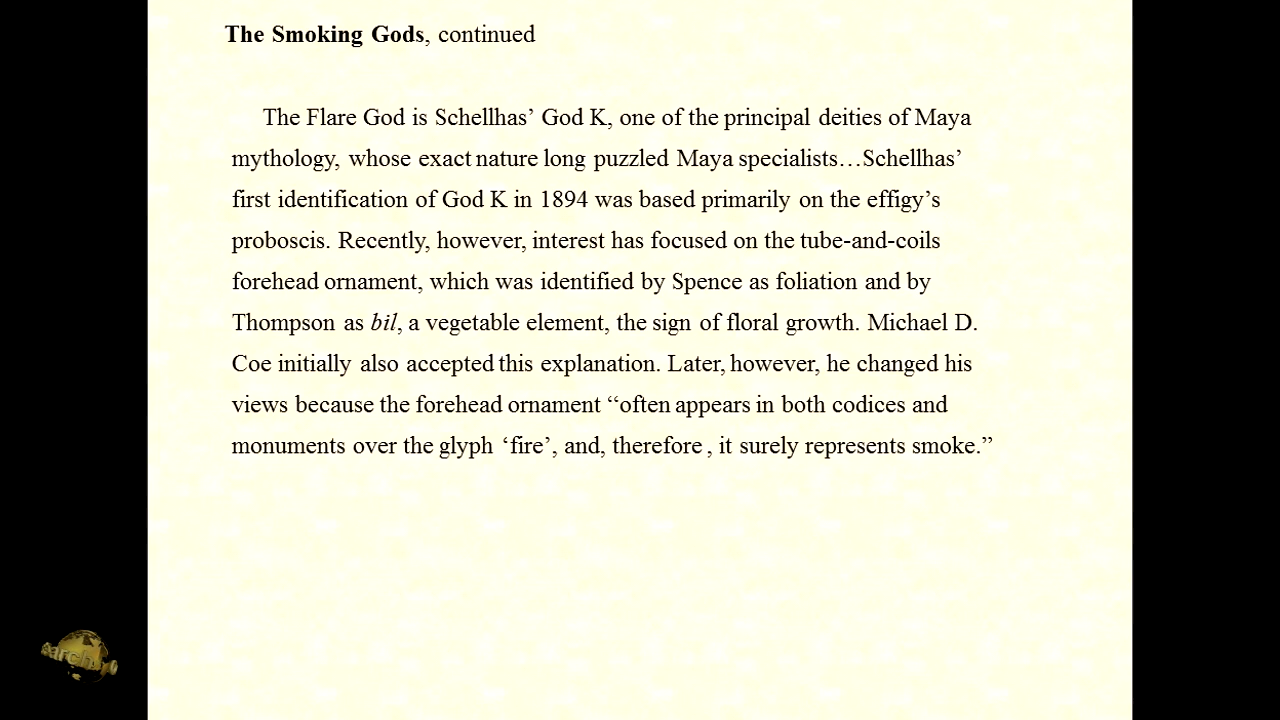 The Smoking Gods, continued
The Flare God is Schellhas’ God K, one of the principal deities of Maya
mythology, whose exact nature long puzzled Maya specialists…Schellhas’
first identification of God K in 1894 was based primarily on the effigy’s
proboscis. Recently, however, interest has focused on the tube-and-coils
forehead ornament, which was identified by Spence as foliation and by
Thompson as bil, a vegetable element, the sign of floral growth. Michael D.
Coe initially also accepted this explanation. Later, however, he changed his
views because the forehead ornament “often appears in both codices and
monuments over the glyph ‘fire’, and, therefore , it surely represents smoke.”